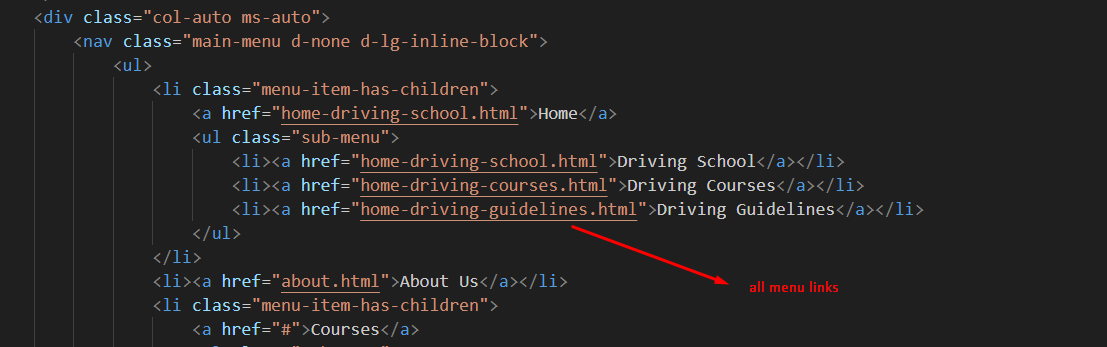 <div class="col-auto ms-auto">
<nav class="main-menu d-none d-lg-inline-block">
<ul>
<li class="menu-item-has-children">
<a href="home-driving-school.html">Home</a>
<ul class="sub-menu">
<li><a href="home-driving-school.html">Driving School</a></li>
<li><a href="home-driving-courses.html">Driving Courses</a></li>
<li><a href="home-driving-guidelines.html">Driving Guidelines</a></li>
</ul>
</li>
<li><a href="about.html">About Us</a></li>
all menu links
<li class="menu-item-has-children">
<a href="#">Courses</a>